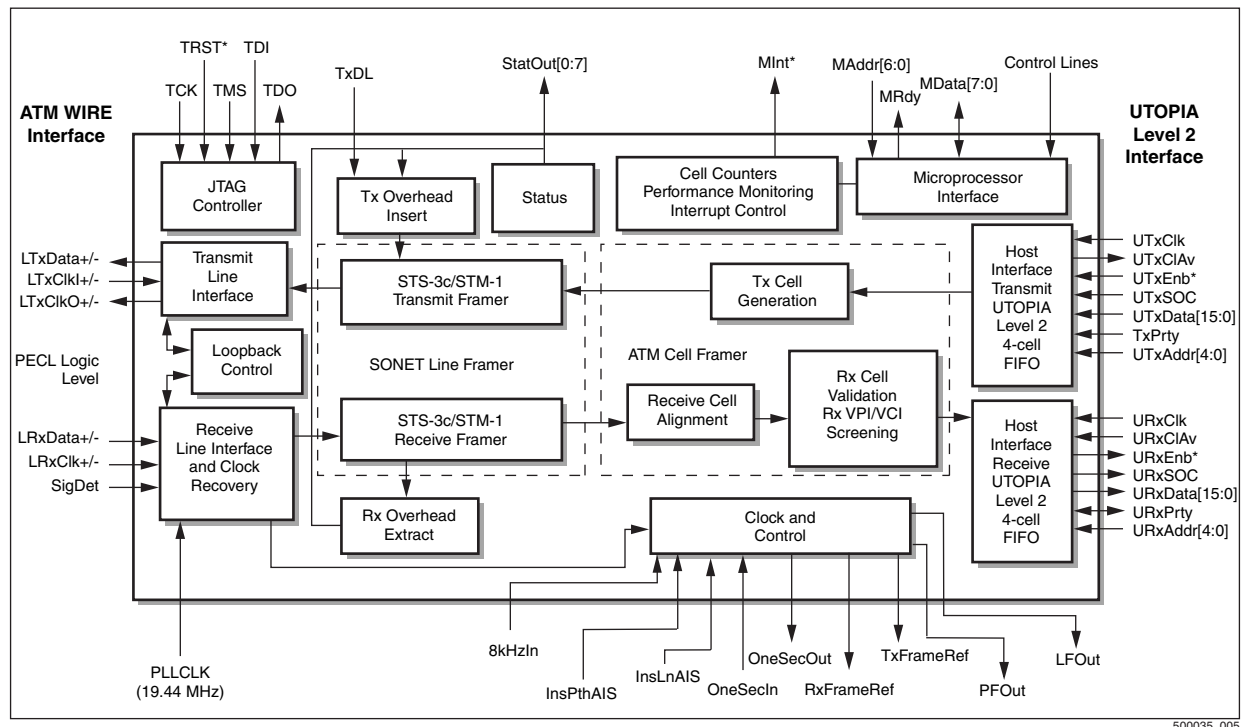 TRST*
TDI
TCK
TMS
TDO
TxDL
StatOut[0:7]
MInt*
MAddr[6:0]
MRdy
MData[7:0]
Control Lines
ATM WIRE
Interface
UTOPIA
Level 2
Interface
JTAG
Controller
Tx Overhead
Insert
Status
Cell Counters
Performance Monitoring
Interrupt Control
Microprocessor
Interface
LTxData+/-
LTxClkI+/-
LTxClkO+/-
Transmit
Line
Interface
STS-3c/STM-1
Transmit Framer
Tx Cell
Generation
Host
Interface
Transmit
UTOPIA
Level 2
4-cell
FIFO
UTxClk
UTxClAv
UTxEnb*
UTxSOC
UTxData[15:0]
TxPrty
UTxAddr[4:0]
PECL Logic
Level
Loopback
Control
SONET Line Framer
ATM Cell Framer
LRxData+/-
LRxClk+/-
SigDet
Receive
Line Interface
and Clock
Recovery
STS-3c/STM-1
Receive Framer
Receive Cell
Alignment
Rx Cell
Validation
Rx VPI/VCI
Screening
Host
Interface
Receive
UTOPIA
Level 2
4-cell
FIFO
URxClk
URxClAv
URxEnb*
URxSOC
URxData[15:0]
URxPrty
URxAddr[4:0]
Rx Overhead
Extract
Clock and
Control
PLLCLK
(19.44 MHz)
8kHzIn
InsPthAIS
InsLnAIS
OneSecIn
OneSecOut
RxFrameRef
TxFrameRef
PFOut
LFOut
500035_005